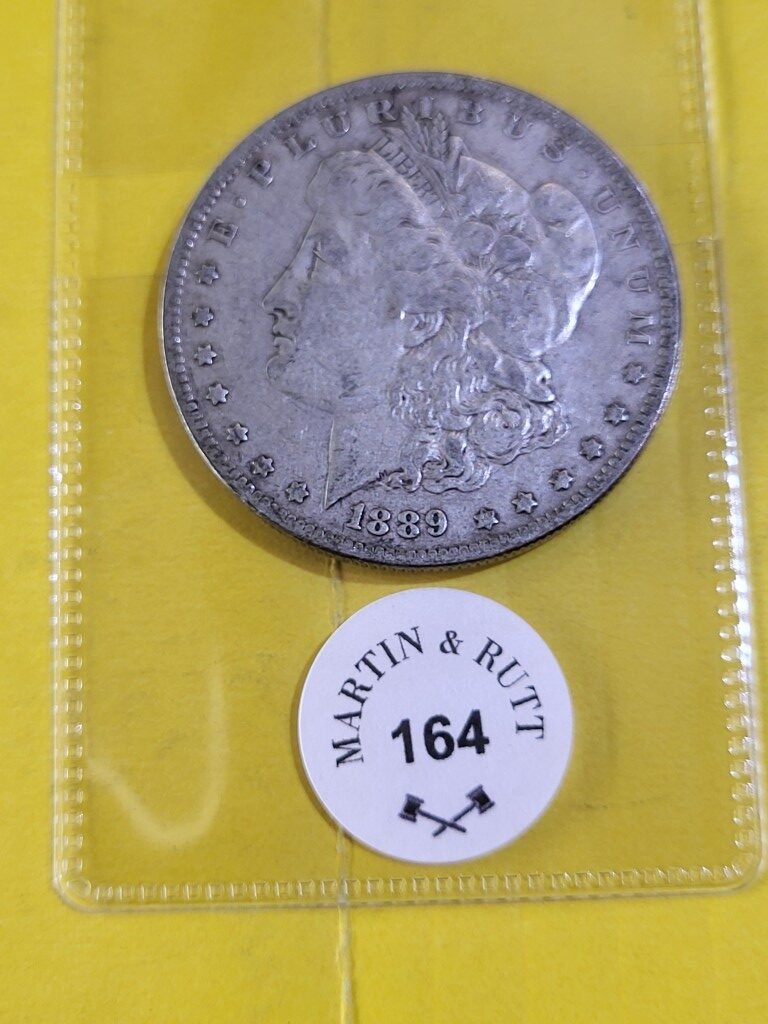 E · PLURIBUS · UNUM
LIBERTY
1889
MARTIN & RUTT
164